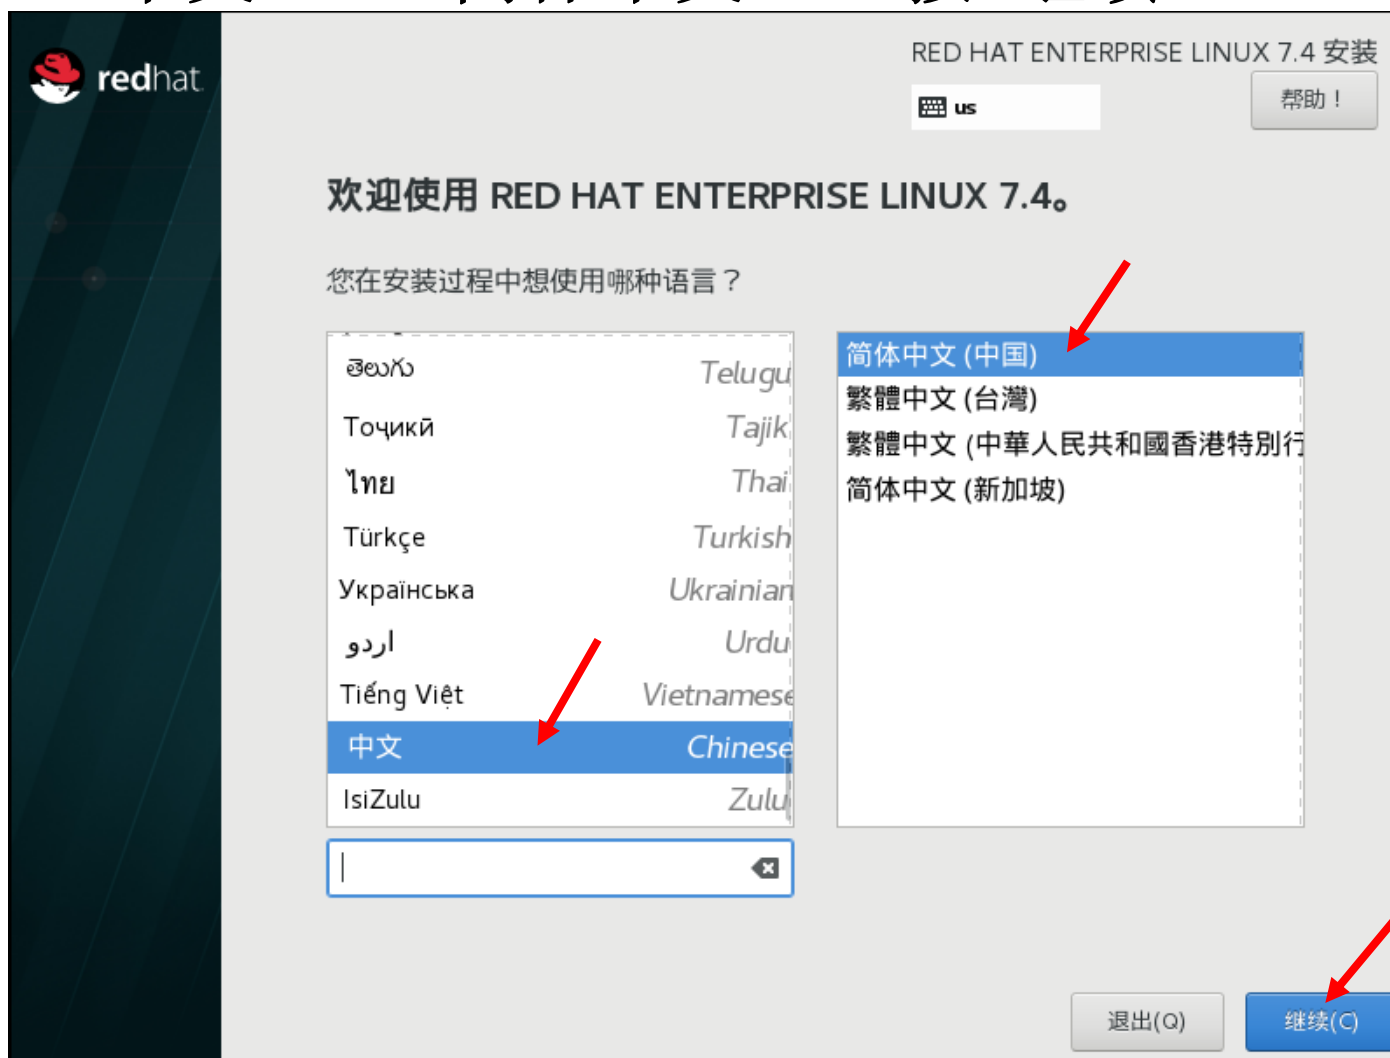 RED HAT ENTERPRISE LINUX 7.4 安装
redhat.
us
帮助！
欢迎使用 RED HAT ENTERPRISE LINUX 7.4。
您在安装过程中想使用哪种语言？
తెలుగు Telugu
Тоҷикӣ Tajik
ไทย Thai
Türkçe Turkish
Українська Ukrainian
اردو Urdu
Tiếng Việt Vietnamese
中文 Chinese
IsiZulu Zulu
简体中文 (中国)
繁體中文 (台灣)
繁體中文 (中華人民共和國香港特別行
简体中文 (新加坡)
退出(Q)
继续(C)